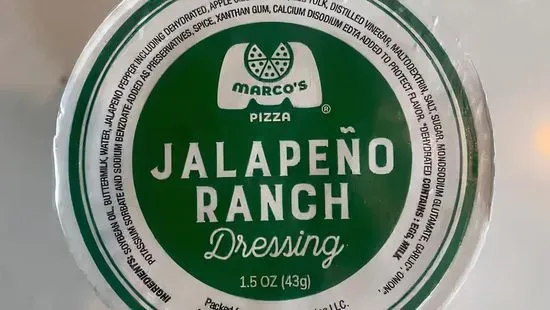 MARCO'S
PIZZA
®
JALAPEÑO
RANCH
Dressing
1.5 OZ (43g)
Packed
LLC.
INGREDIENTS: SOYBEAN OIL, BUTTERMILK, WATER, JALAPENO PEPPER INCLUDING DEHYDRATED, APPLE YOLK, DISTILLED VINEGAR, MALTODEXTRIN, SALT, SUGAR, MONOSODIUM GLUTAMATE, GARLIC*, ONION*,
POTASSIUM SORBATE AND SODIUM BENZOATE ADDED AS PRESERVATIVES, SPICE, XANTHAN GUM, CALCIUM DISODIUM EDTA ADDED TO PROTECT FLAVOR. *DEHYDRATED CONTAINS: EGG, MILK